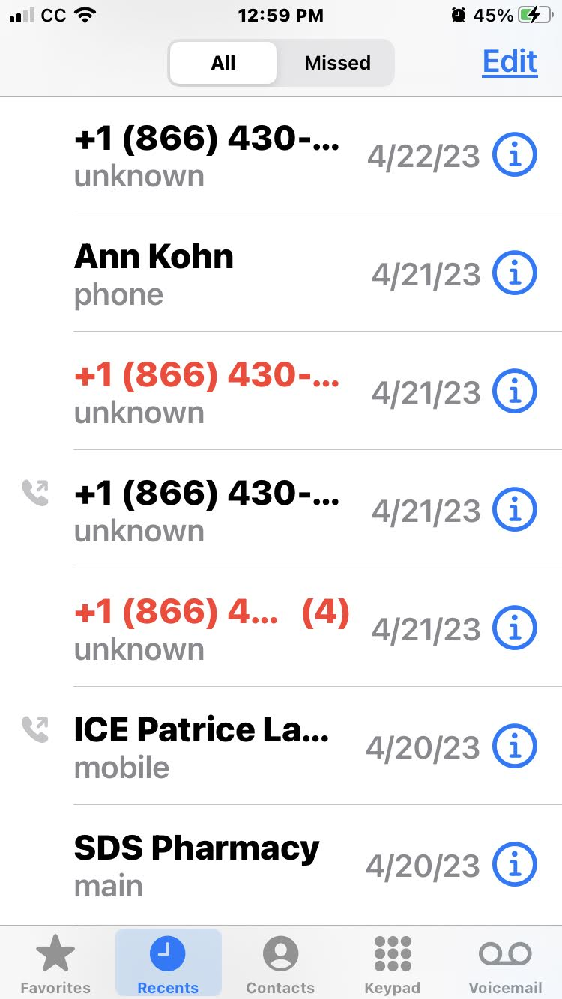 CC 12:59 PM 45%
All Missed Edit
+1 (866) 430-...
unknown
4/22/23
Ann Kohn
phone
4/21/23
+1 (866) 430-...
unknown
4/21/23
+1 (866) 430-...
unknown
4/21/23
+1 (866) 4... (4)
unknown
4/21/23
ICE Patrice La...
mobile
4/20/23
SDS Pharmacy
main
4/20/23
Favorites Recents Contacts Keypad Voicemail